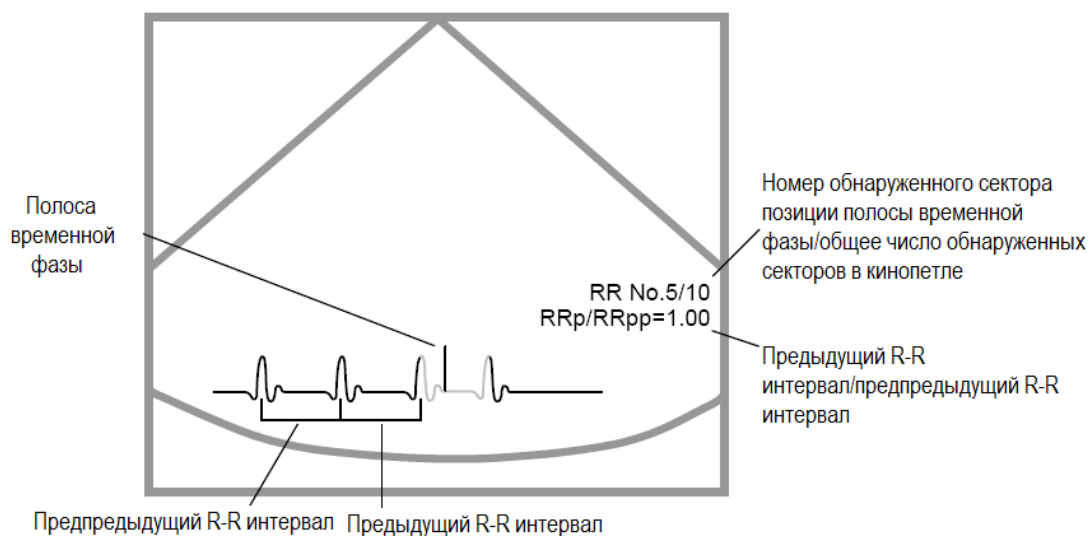 Полоса
временной
фазы
Номер обнаруженного сектора
позиции полосы временной
фазы/общее число обнаруженных
секторов в кинопетле
RR No.5/10
RRp/RRpp=1.00
Предыдущий R-R
интервал/предпредыдущий R-R
интервал
Предпредыдущий R-R интервал
Предыдущий R-R интервал